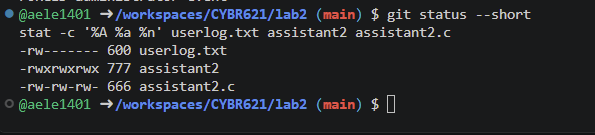 @aele1401 ➜/workspaces/CYBR621/lab2 (main) $ git status --short
stat -c '%A %a %n' userlog.txt assistant2 assistant2.c
-rw------- 600 userlog.txt
-rwxrwxrwx 777 assistant2
-rw-rw-rw- 666 assistant2.c
@aele1401 ➜/workspaces/CYBR621/lab2 (main) $